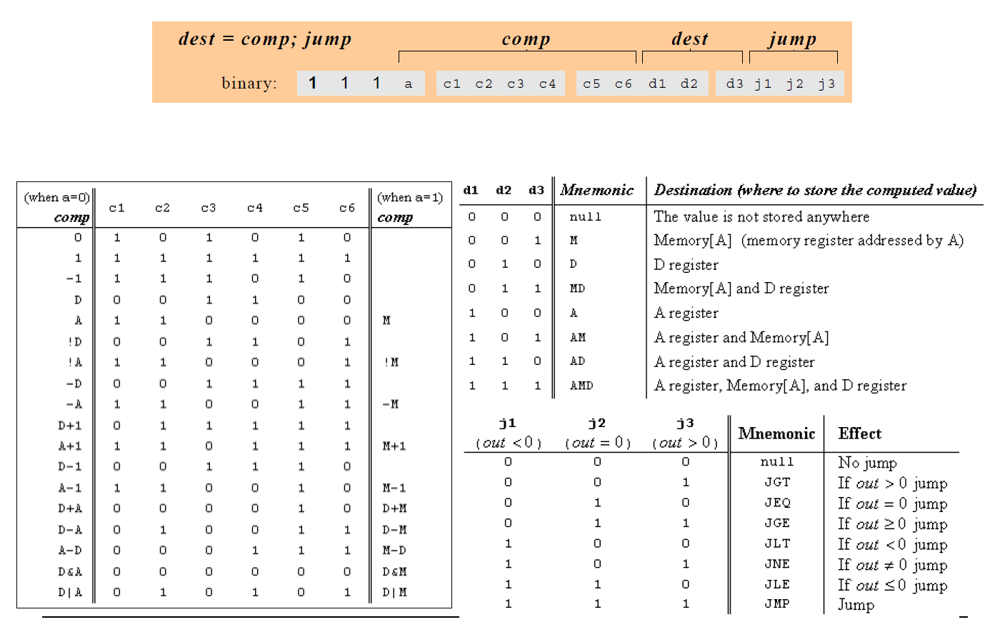 dest = comp; jump comp dest jump
binary: 1 1 1 a c1 c2 c3 c4 c5 c6 d1 d2 d3 j1 j2 j3
(when a=0) comp c1 c2 c3 c4 c5 c6 (when a=1) comp
0 1 0 1 0 1 0
1 1 1 1 1 1 1
-1 1 1 1 0 1 0
D 0 0 1 1 0 0
A 1 1 0 0 0 0 M
!D 0 0 1 1 0 1
!A 1 1 0 0 0 1 !M
-D 0 0 1 1 1 1
-A 1 1 0 0 1 1 -M
D+1 0 1 1 1 1 1
A+1 1 1 0 1 1 1 M+1
D-1 0 0 1 1 1 0
A-1 1 1 0 0 1 0 M-1
D+A 0 0 0 0 1 0 D+M
D-A 0 1 0 0 1 1 D-M
A-D 0 0 0 1 1 1 M-D
D&A 0 0 0 0 0 0 D&M
D|A 0 1 0 1 0 1 D|M
d1 d2 d3 Mnemonic Destination (where to store the computed value)
0 0 0 null The value is not stored anywhere
0 0 1 M Memory[A] (memory register addressed by A)
0 1 0 D D register
0 1 1 MD Memory[A] and D register
1 0 0 A A register
1 0 1 AM A register and Memory[A]
1 1 0 AD A register and D register
1 1 1 AMD A register, Memory[A], and D register
j1 j2 j3 Mnemonic Effect
(out <0) (out = 0) (out > 0)
0 0 0 null No jump
0 0 1 JGT If out > 0 jump
0 1 0 JEQ If out = 0 jump
0 1 1 JGE If out ≥ 0 jump
1 0 0 JLT If out <0 jump
1 0 1 JNE If out ≠ 0 jump
1 1 0 JLE If out ≤ 0 jump
1 1 1 JMP Jump